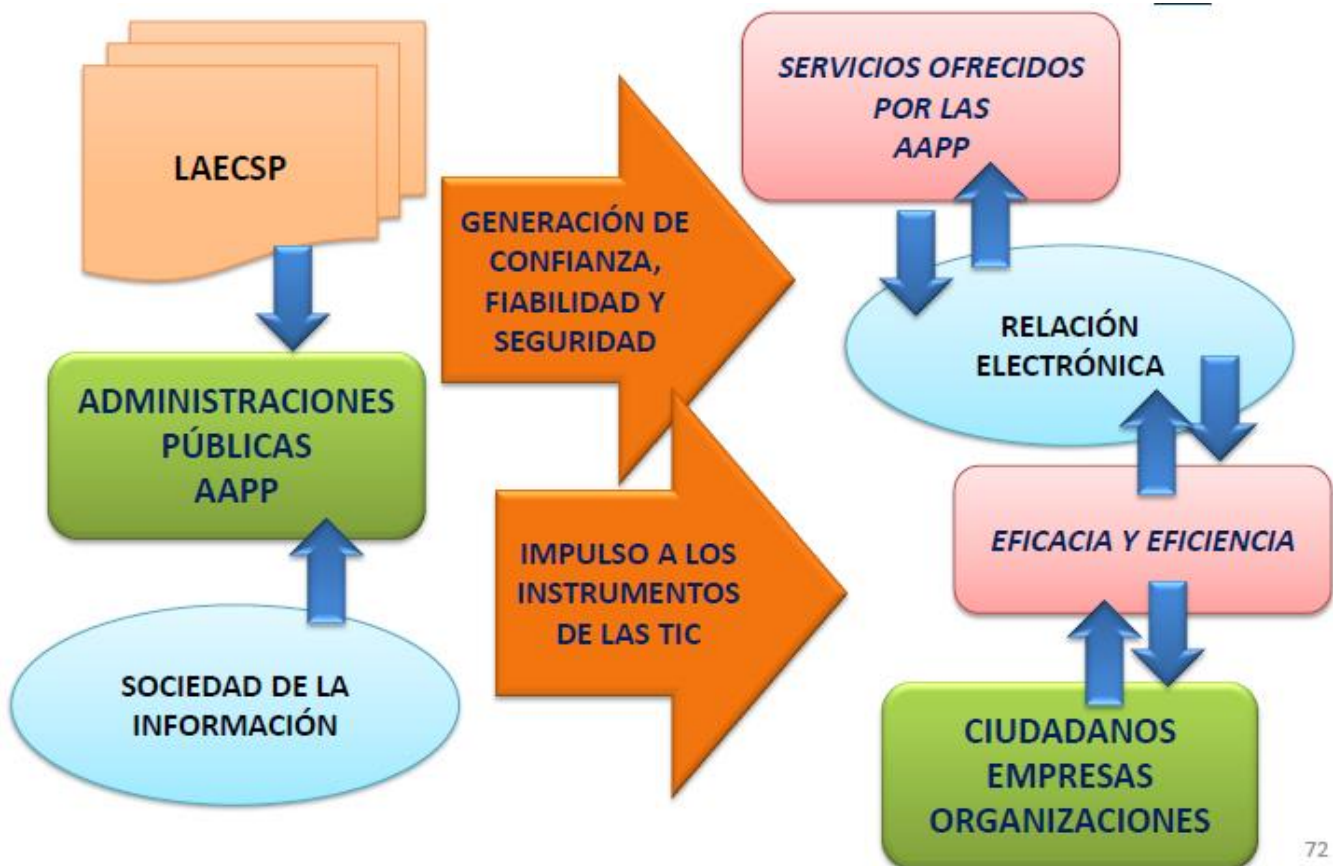 LAECSP
ADMINISTRACIONES
PÚBLICAS
AAPP
SOCIEDAD DE LA
INFORMACIÓN
GENERACIÓN DE
CONFIANZA,
FIABILIDAD Y
SEGURIDAD
IMPULSO A LOS
INSTRUMENTOS
DE LAS TIC
SERVICIOS OFRECIDOS
POR LAS
AAPP
RELACIÓN
ELECTRÓNICA
EFICACIA Y EFICIENCIA
CIUDADANOS
EMPRESAS
ORGANIZACIONES
72